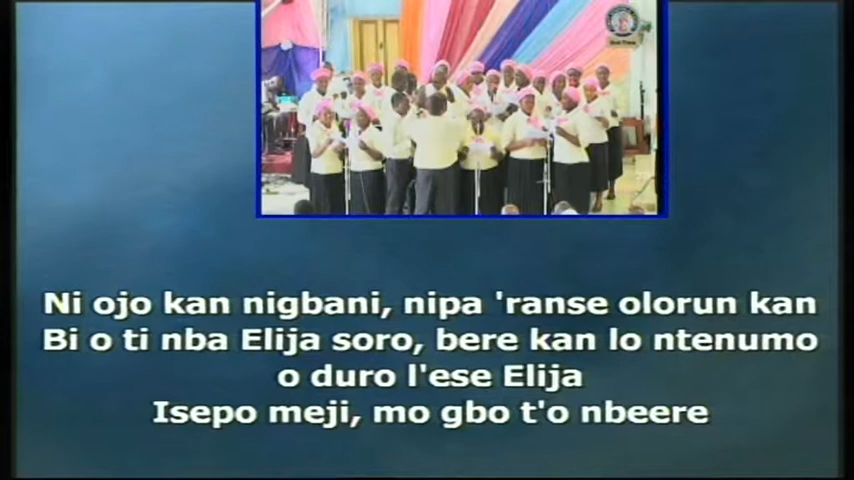 Ni ojo kan nigbani, nipa 'ranse olorun kan
Bi o ti nba Elija soro, bere kan lo ntenumo
o duro l'ese Elija
Isepo meji, mo gbo t'o nbeere